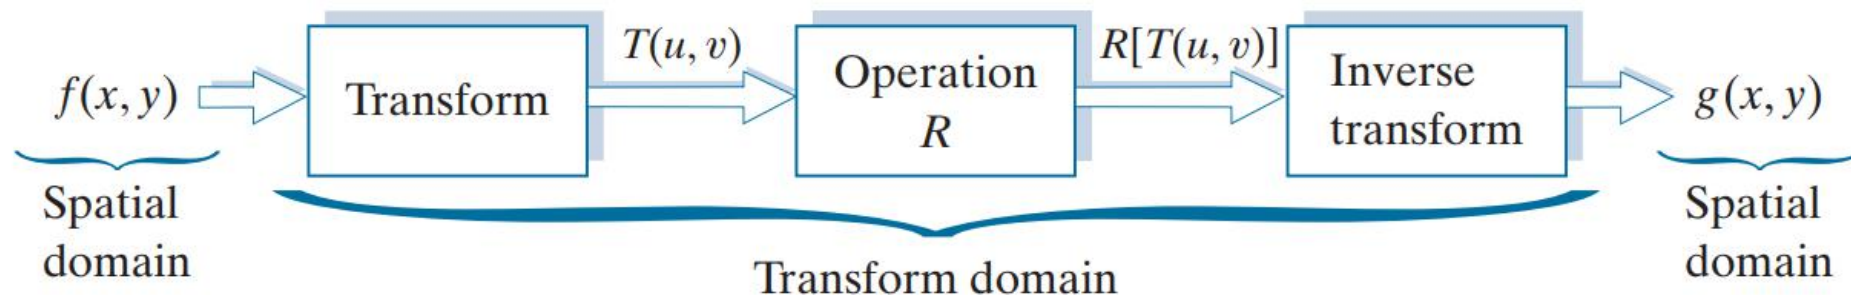 f(x, y)
Transform
T(u, v)
Operation
R
R[T(u, v)]
Inverse
transform
g(x, y)
Spatial
domain
Transform domain
Spatial
domain